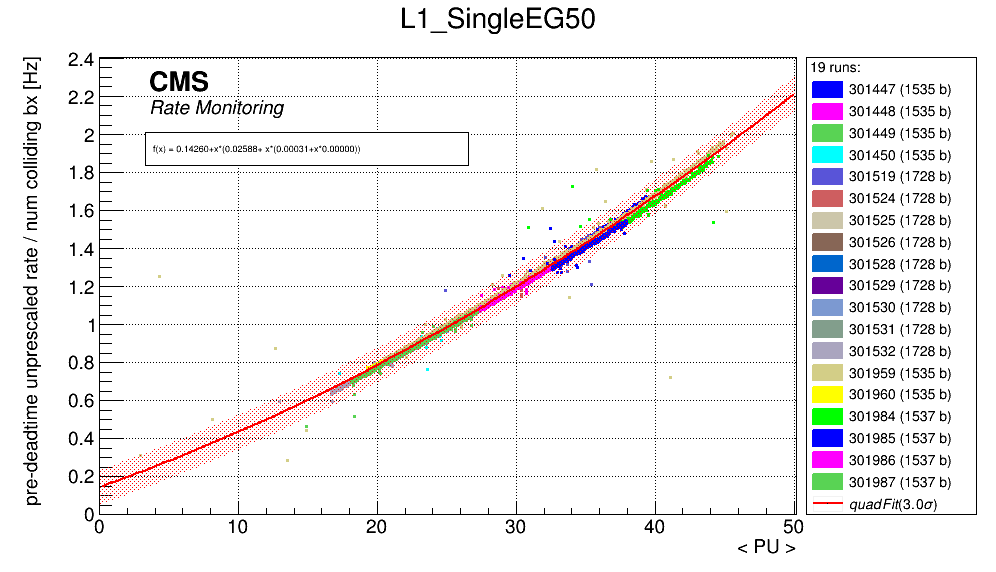 L1_SingleEG50
pre-deadtime unprescaled rate / num colliding bx [Hz]
2.4
2.2
2
1.8
1.6
1.4
1.2
1
0.8
0.6
0.4
0.2
0
CMS
Rate Monitoring
f(x) = 0.14260+x*(0.02588+ x*(0.00031+x*0.00000))
0 10 20 30 40 50
< PU >
19 runs:
301447 (1535 b)
301448 (1535 b)
301449 (1535 b)
301450 (1535 b)
301519 (1728 b)
301524 (1728 b)
301525 (1728 b)
301526 (1728 b)
301528 (1728 b)
301529 (1728 b)
301530 (1728 b)
301531 (1728 b)
301532 (1728 b)
301959 (1535 b)
301960 (1535 b)
301984 (1537 b)
301985 (1537 b)
301986 (1537 b)
301987 (1537 b)
quadFit(3.0σ)